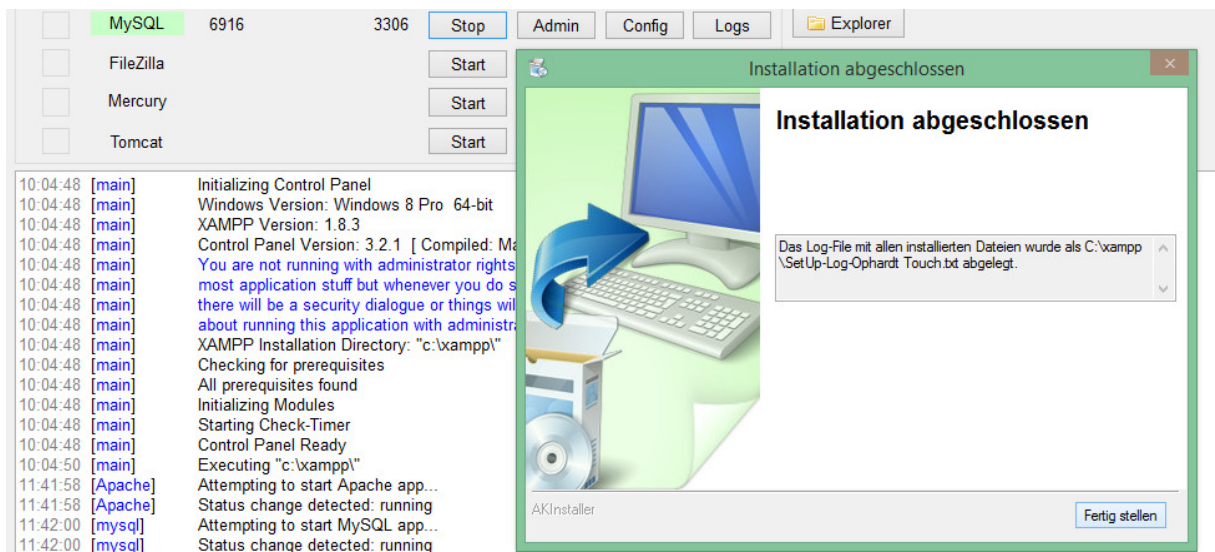 MySQL 6916 3306 Stop Admin Config Logs Explorer
FileZilla Start
Mercury Start
Tomcat Start
10:04:48 [main] Initializing Control Panel
10:04:48 [main] Windows Version: Windows 8 Pro 64-bit
10:04:48 [main] XAMPP Version: 1.8.3
10:04:48 [main] Control Panel Version: 3.2.1 [ Compiled:
10:04:48 [main] You are not running with administrator rights
10:04:48 [main] most application stuff but whenever you do
10:04:48 [main] there will be a security dialogue or things
10:04:48 [main] about running this application with
10:04:48 [main] XAMPP Installation Directory: "c:\xampp\"
10:04:48 [main] Checking for prerequisites
10:04:48 [main] All prerequisites found
10:04:48 [main] Initializing Modules
10:04:48 [main] Starting Check-Timer
10:04:48 [main] Control Panel Ready
10:04:50 [main] Executing "c:\xampp\"
11:41:58 [Apache] Attempting to start Apache app...
11:41:58 [Apache] Status change detected: running
11:42:00 [mysql] Attempting to start MySQL app...
11:42:00 [mysql] Status change detected: running
Installation abgeschlossen
Installation abgeschlossen
Das Log-File mit allen installierten Dateien wurde als C:\xampp
\SetUp-Log-Ophardt Touch.txt abgelegt.
AKInstaller
Fertig stellen